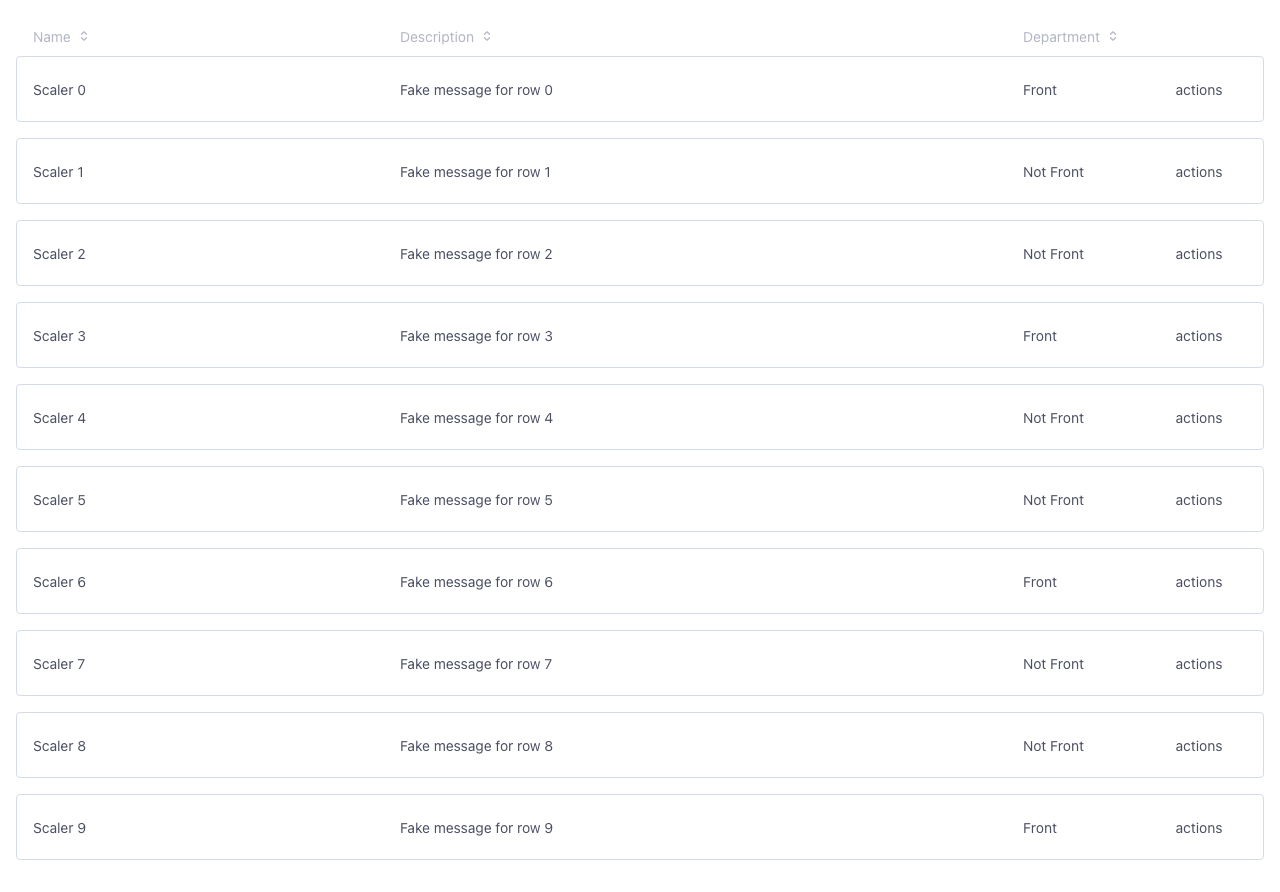 Name Description Department
Scaler 0 Fake message for row 0 Front actions
Scaler 1 Fake message for row 1 Not Front actions
Scaler 2 Fake message for row 2 Not Front actions
Scaler 3 Fake message for row 3 Front actions
Scaler 4 Fake message for row 4 Not Front actions
Scaler 5 Fake message for row 5 Not Front actions
Scaler 6 Fake message for row 6 Front actions
Scaler 7 Fake message for row 7 Not Front actions
Scaler 8 Fake message for row 8 Not Front actions
Scaler 9 Fake message for row 9 Front actions